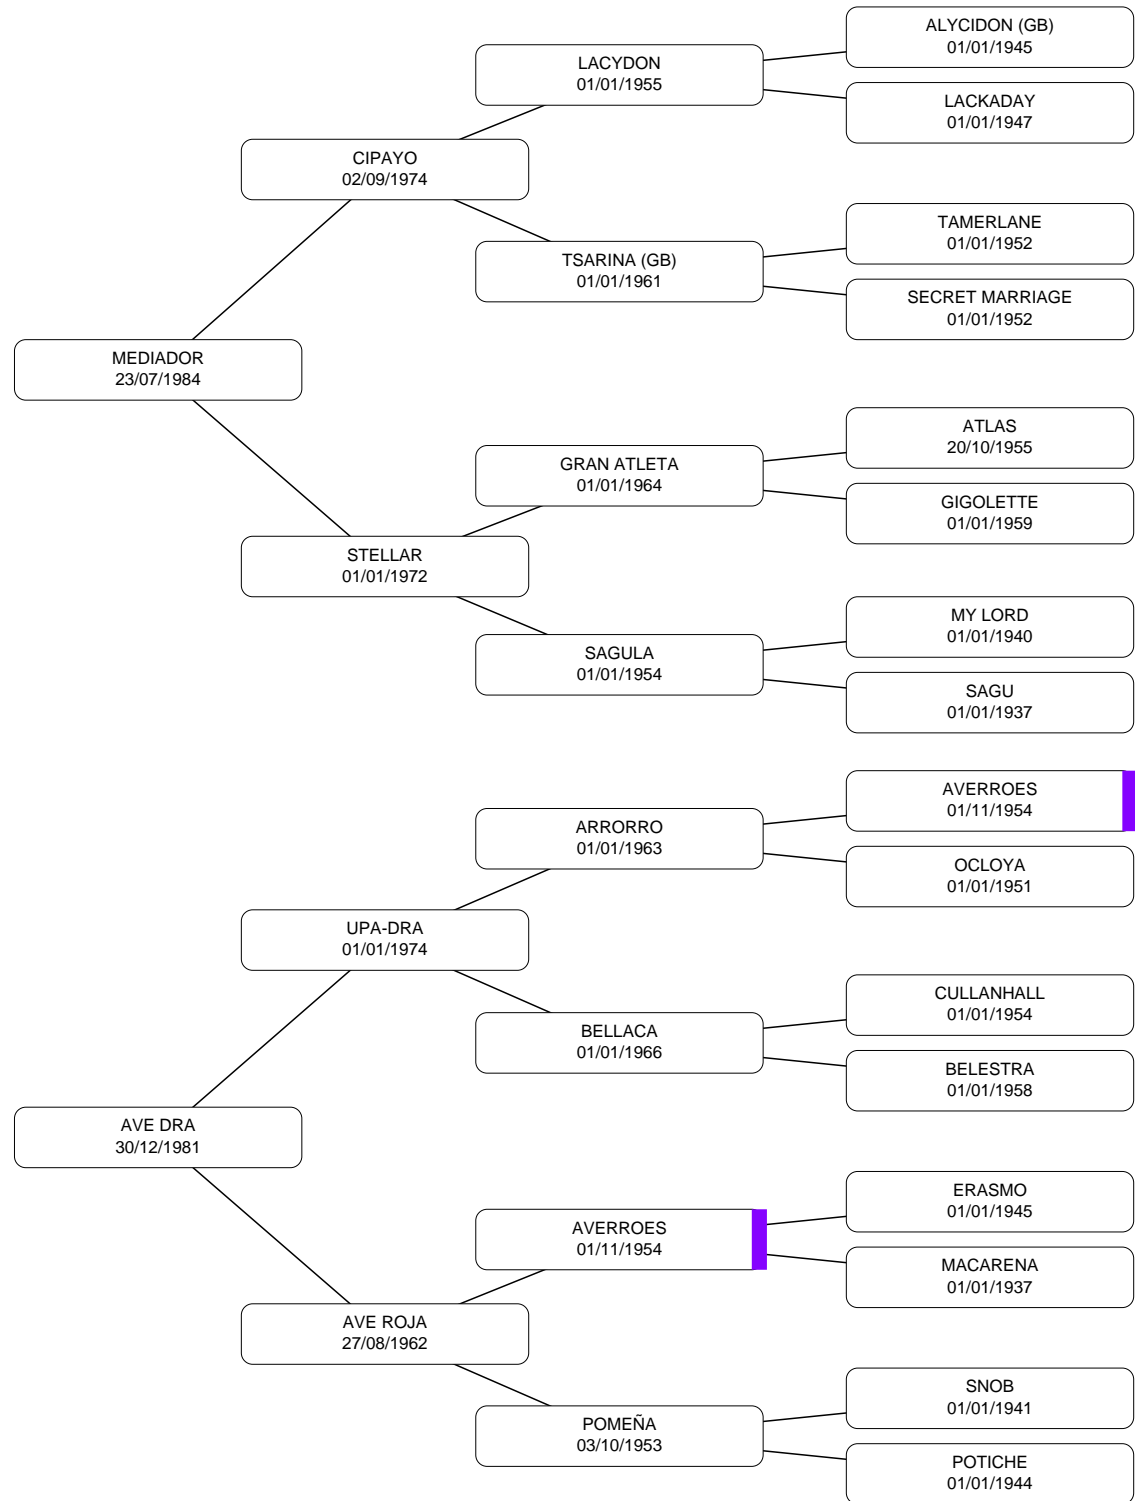 ALYCIDON (GB)
01/01/1945
LACYDON
01/01/1955
LACKADAY
01/01/1947
CIPAYO
02/09/1974
TAMERLANE
01/01/1952
TSARINA (GB)
01/01/1961
SECRET MARRIAGE
01/01/1952
MEDIADOR
23/07/1984
ATLAS
20/10/1955
GRAN ATLETA
01/01/1964
GIGOLETTE
01/01/1959
STELLAR
01/01/1972
MY LORD
01/01/1940
SAGULA
01/01/1954
SAGU
01/01/1937
AVERROES
01/11/1954
ARRORRO
01/01/1963
OCLOYA
01/01/1951
UPA-DRA
01/01/1974
CULLANHALL
01/01/1954
BELLACA
01/01/1966
BELESTRA
01/01/1958
AVE DRA
30/12/1981
ERASMO
01/01/1945
AVERROES
01/11/1954
MACARENA
01/01/1937
AVE ROJA
27/08/1962
SNOB
01/01/1941
POMEÑA
03/10/1953
POTICHE
01/01/1944